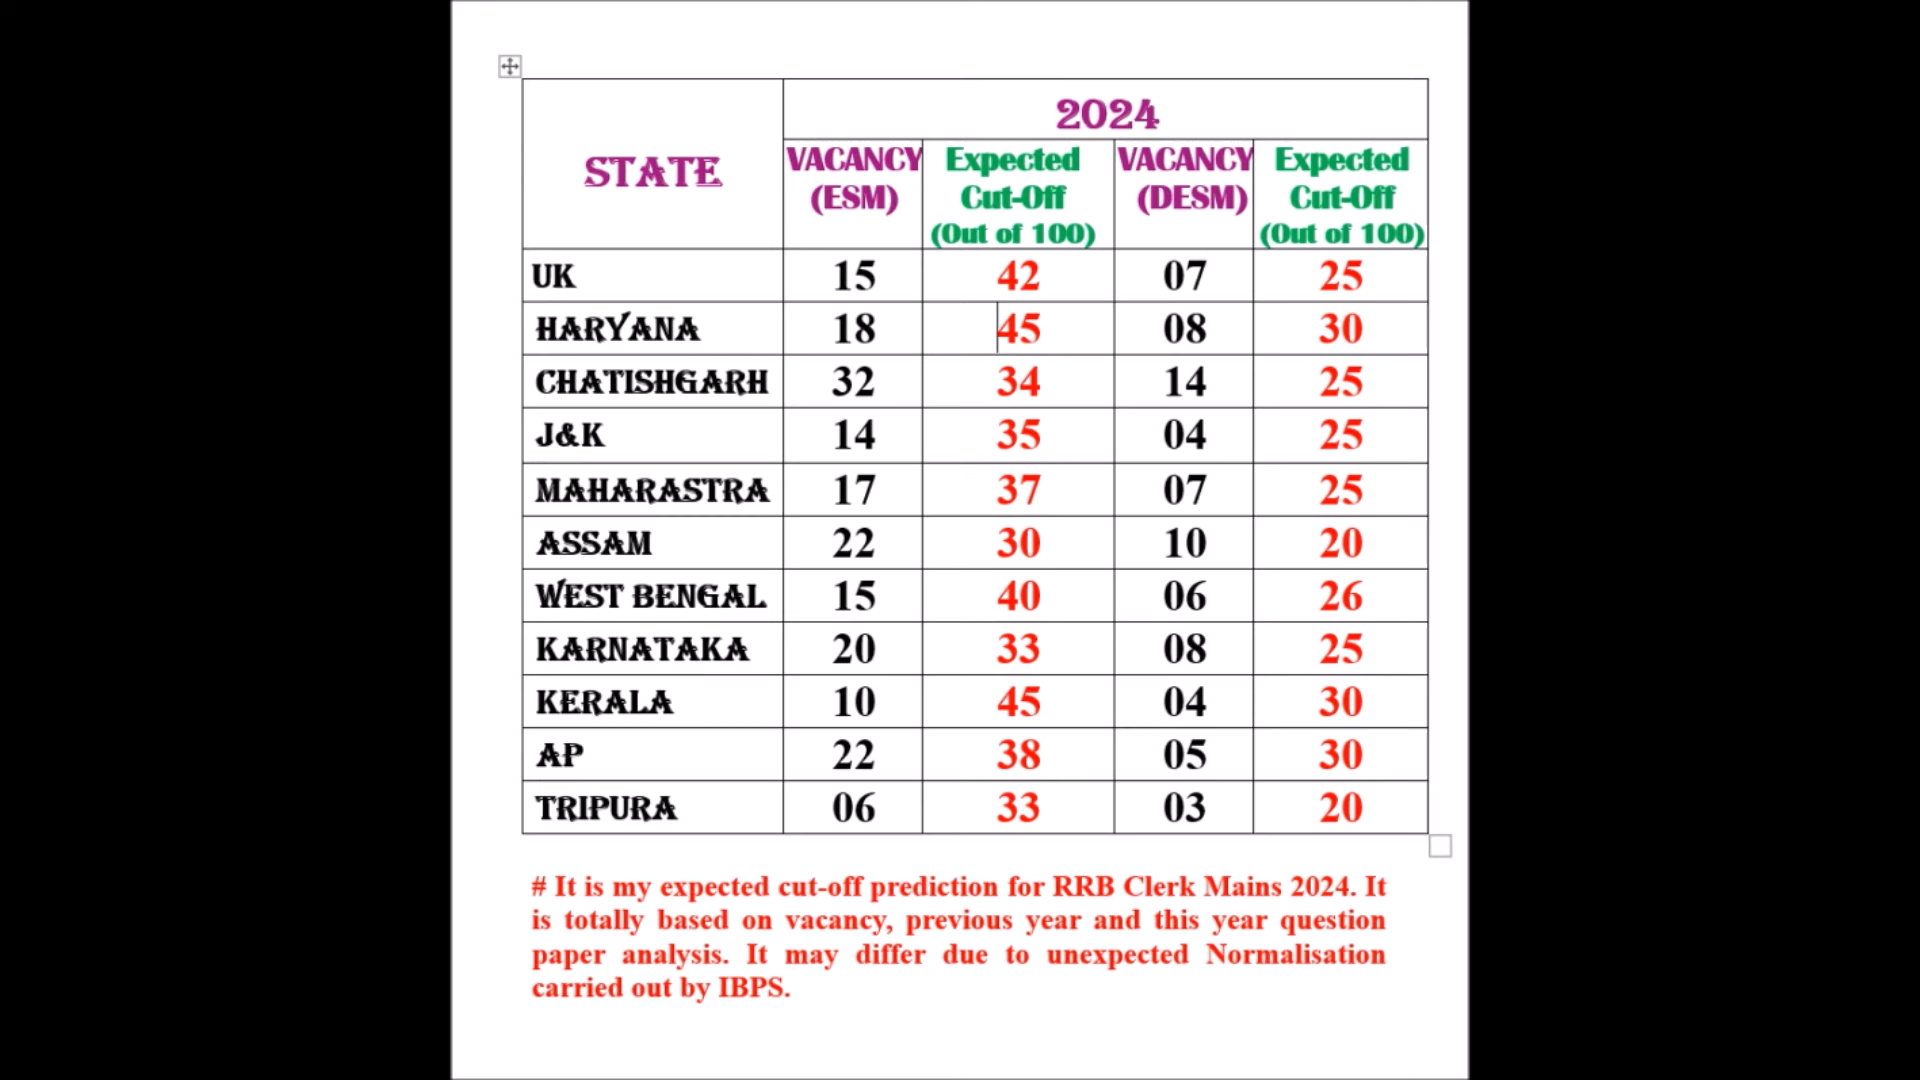 2024
STATE
VACANCY (ESM) Expected Cut-Off (Out of 100) VACANCY (DESM) Expected Cut-Off (Out of 100)
UK 15 42 07 25
HARYANA 18 45 08 30
CHATISHGARH 32 34 14 25
J&K 14 35 04 25
MAHARASTRA 17 37 07 25
ASSAM 22 30 10 20
WEST BENGAL 15 40 06 26
KARNATAKA 20 33 08 25
KERALA 10 45 04 30
AP 22 38 05 30
TRIPURA 06 33 03 20
# It is my expected cut-off prediction for RRB Clerk Mains 2024. It
is totally based on vacancy, previous year and this year question
paper analysis. It may differ due to unexpected Normalisation
carried out by IBPS.